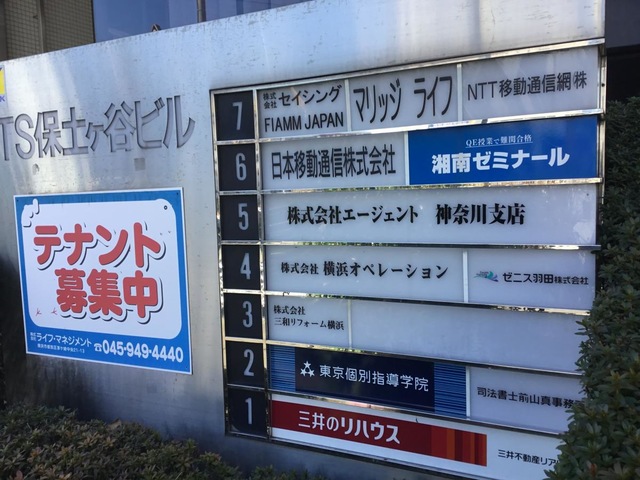 TS保土ヶ谷ビル
テナント
募集中
株式会社 ライフ・マネジメント
☎045-949-4440
7
株式会社 セイシング
FIAMM JAPAN
マリッジ ライフ
NTT移動通信網㈱
6
日本移動通信株式会社
QE授業で難関合格
湘南ゼミナール
5
株式会社エージェント 神奈川支店
4
株式会社 横浜オペレーション
ゼニス羽田株式会社
3
株式会社
三和リフォーム横浜
2
東京個別指導学院
司法書士前山真事務
1
三井のリハウス
三井不動産リア